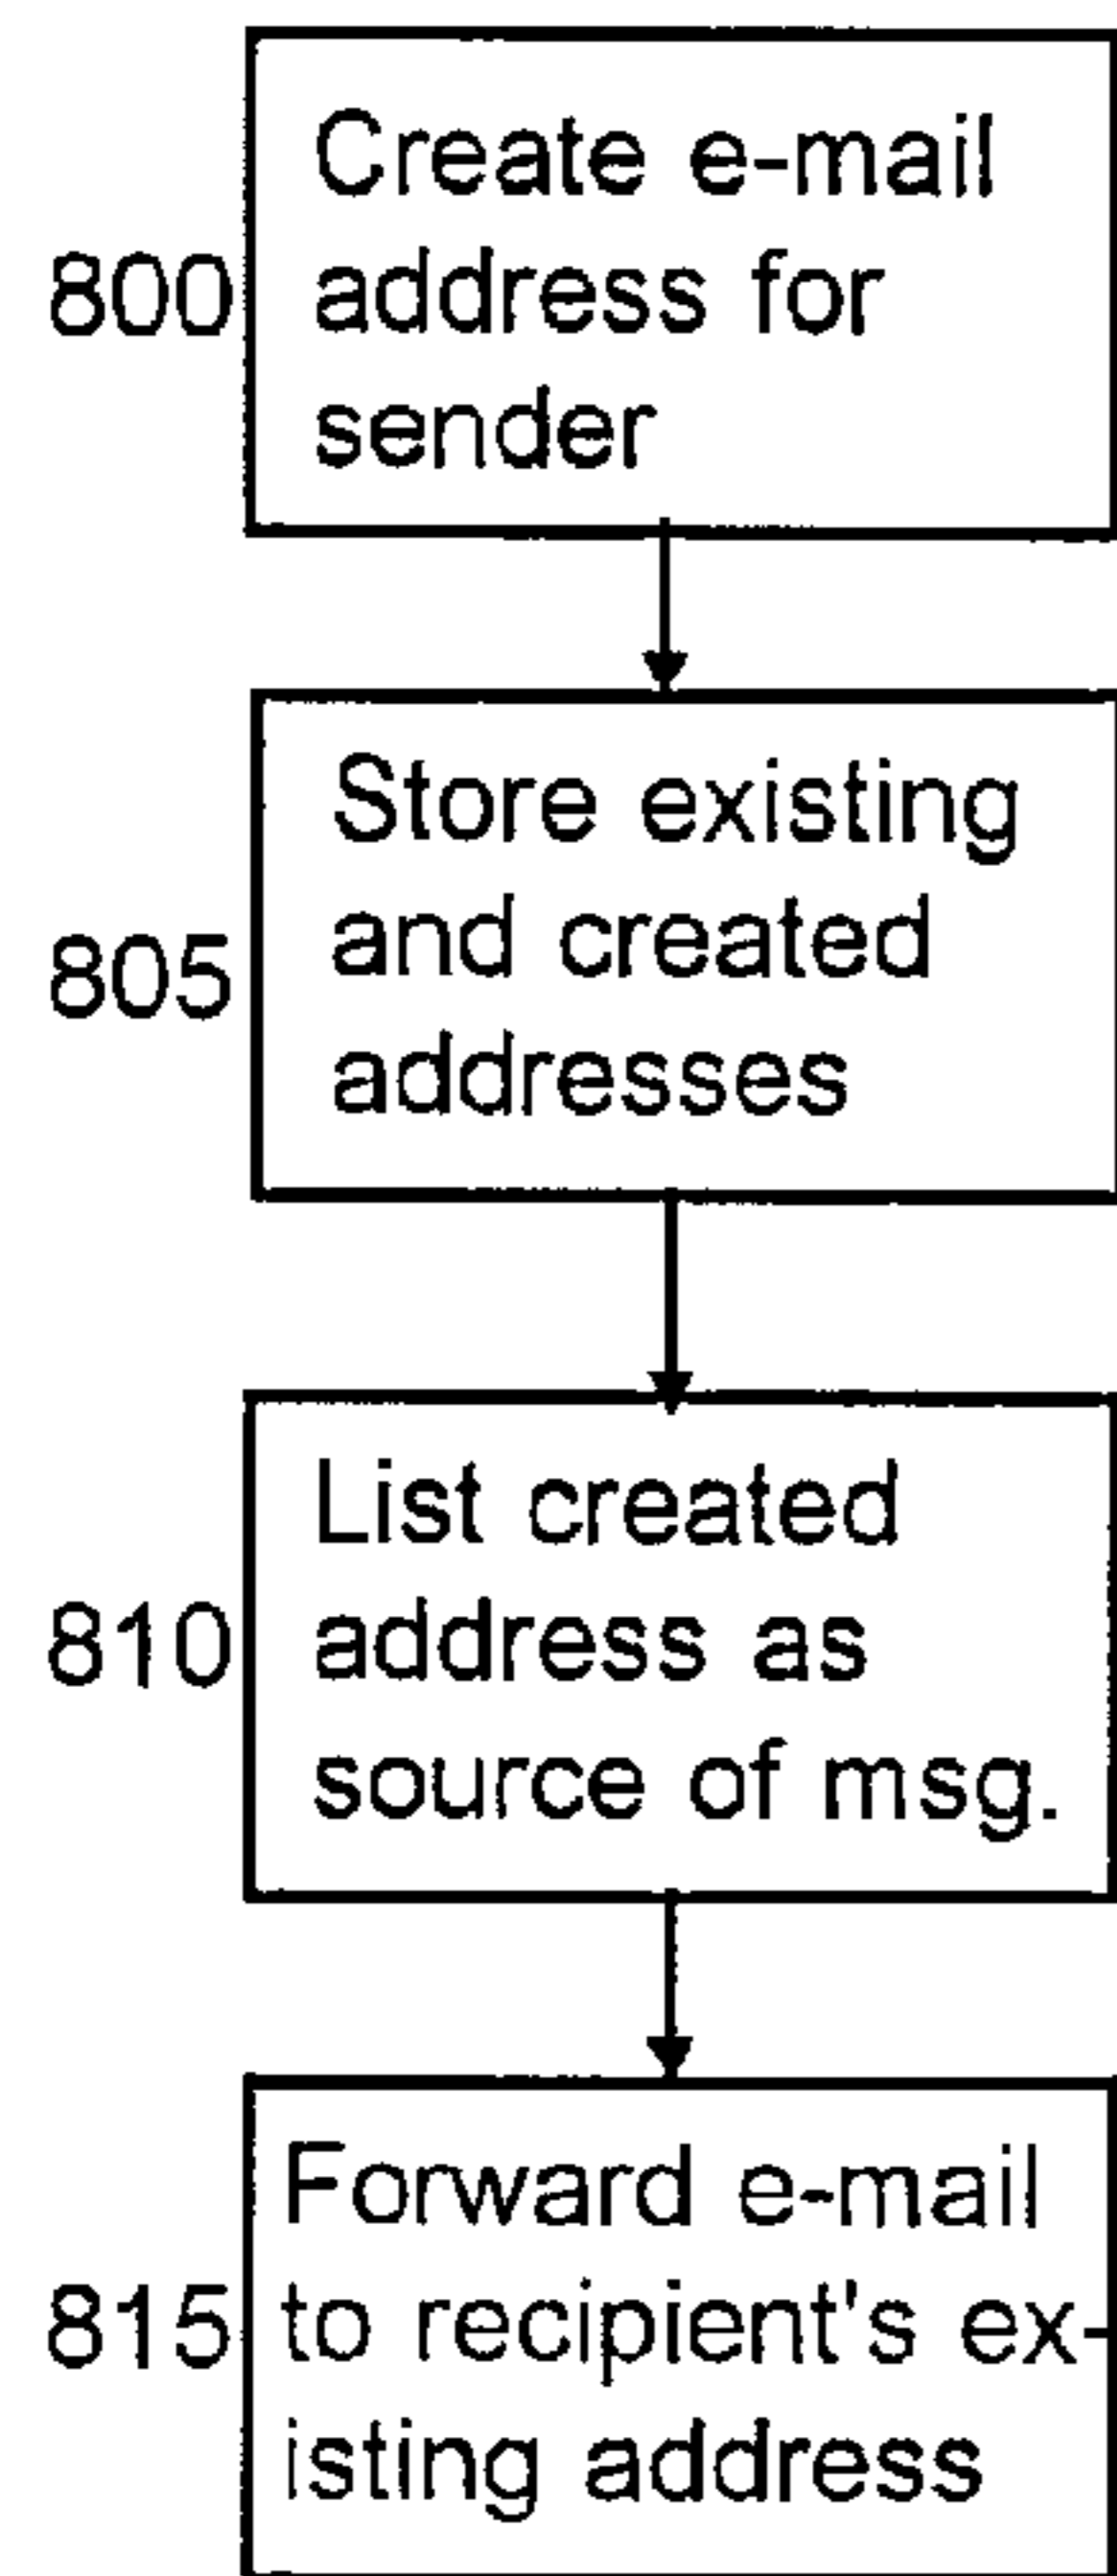 Create e-mail
800 address for
sender
Store existing
and created
805
addresses
List created
810 address as
source of msg.
Forward e-mail
815 to recipient's ex-
isting address